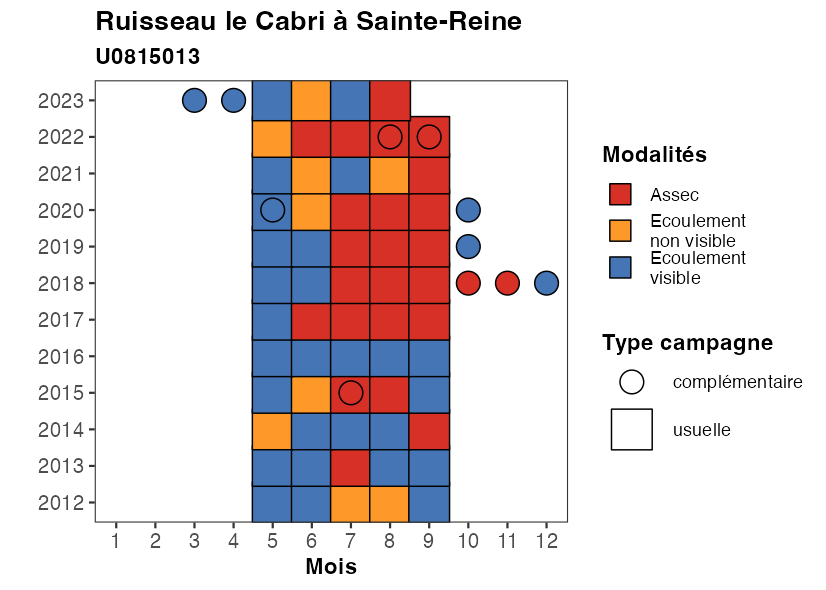 Ruisseau le Cabri à Sainte-Reine
U0815013
2023
2022
2021
2020
2019
2018
2017
2016
2015
2014
2013
2012
1 2 3 4 5 6 7 8 9 10 11 12
Mois
Modalités
Assec
Ecoulement
non visible
Ecoulement
visible
Type campagne
complémentaire
usuelle